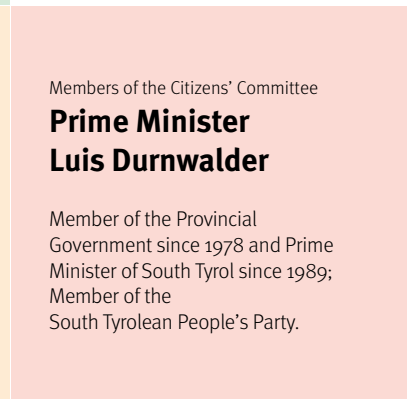 Members of the Citizens’ Committee
Prime Minister
Luis Durnwalder
Member of the Provincial
Government since 1978 and Prime
Minister of South Tyrol since 1989;
Member of the
South Tyrolean People’s Party.